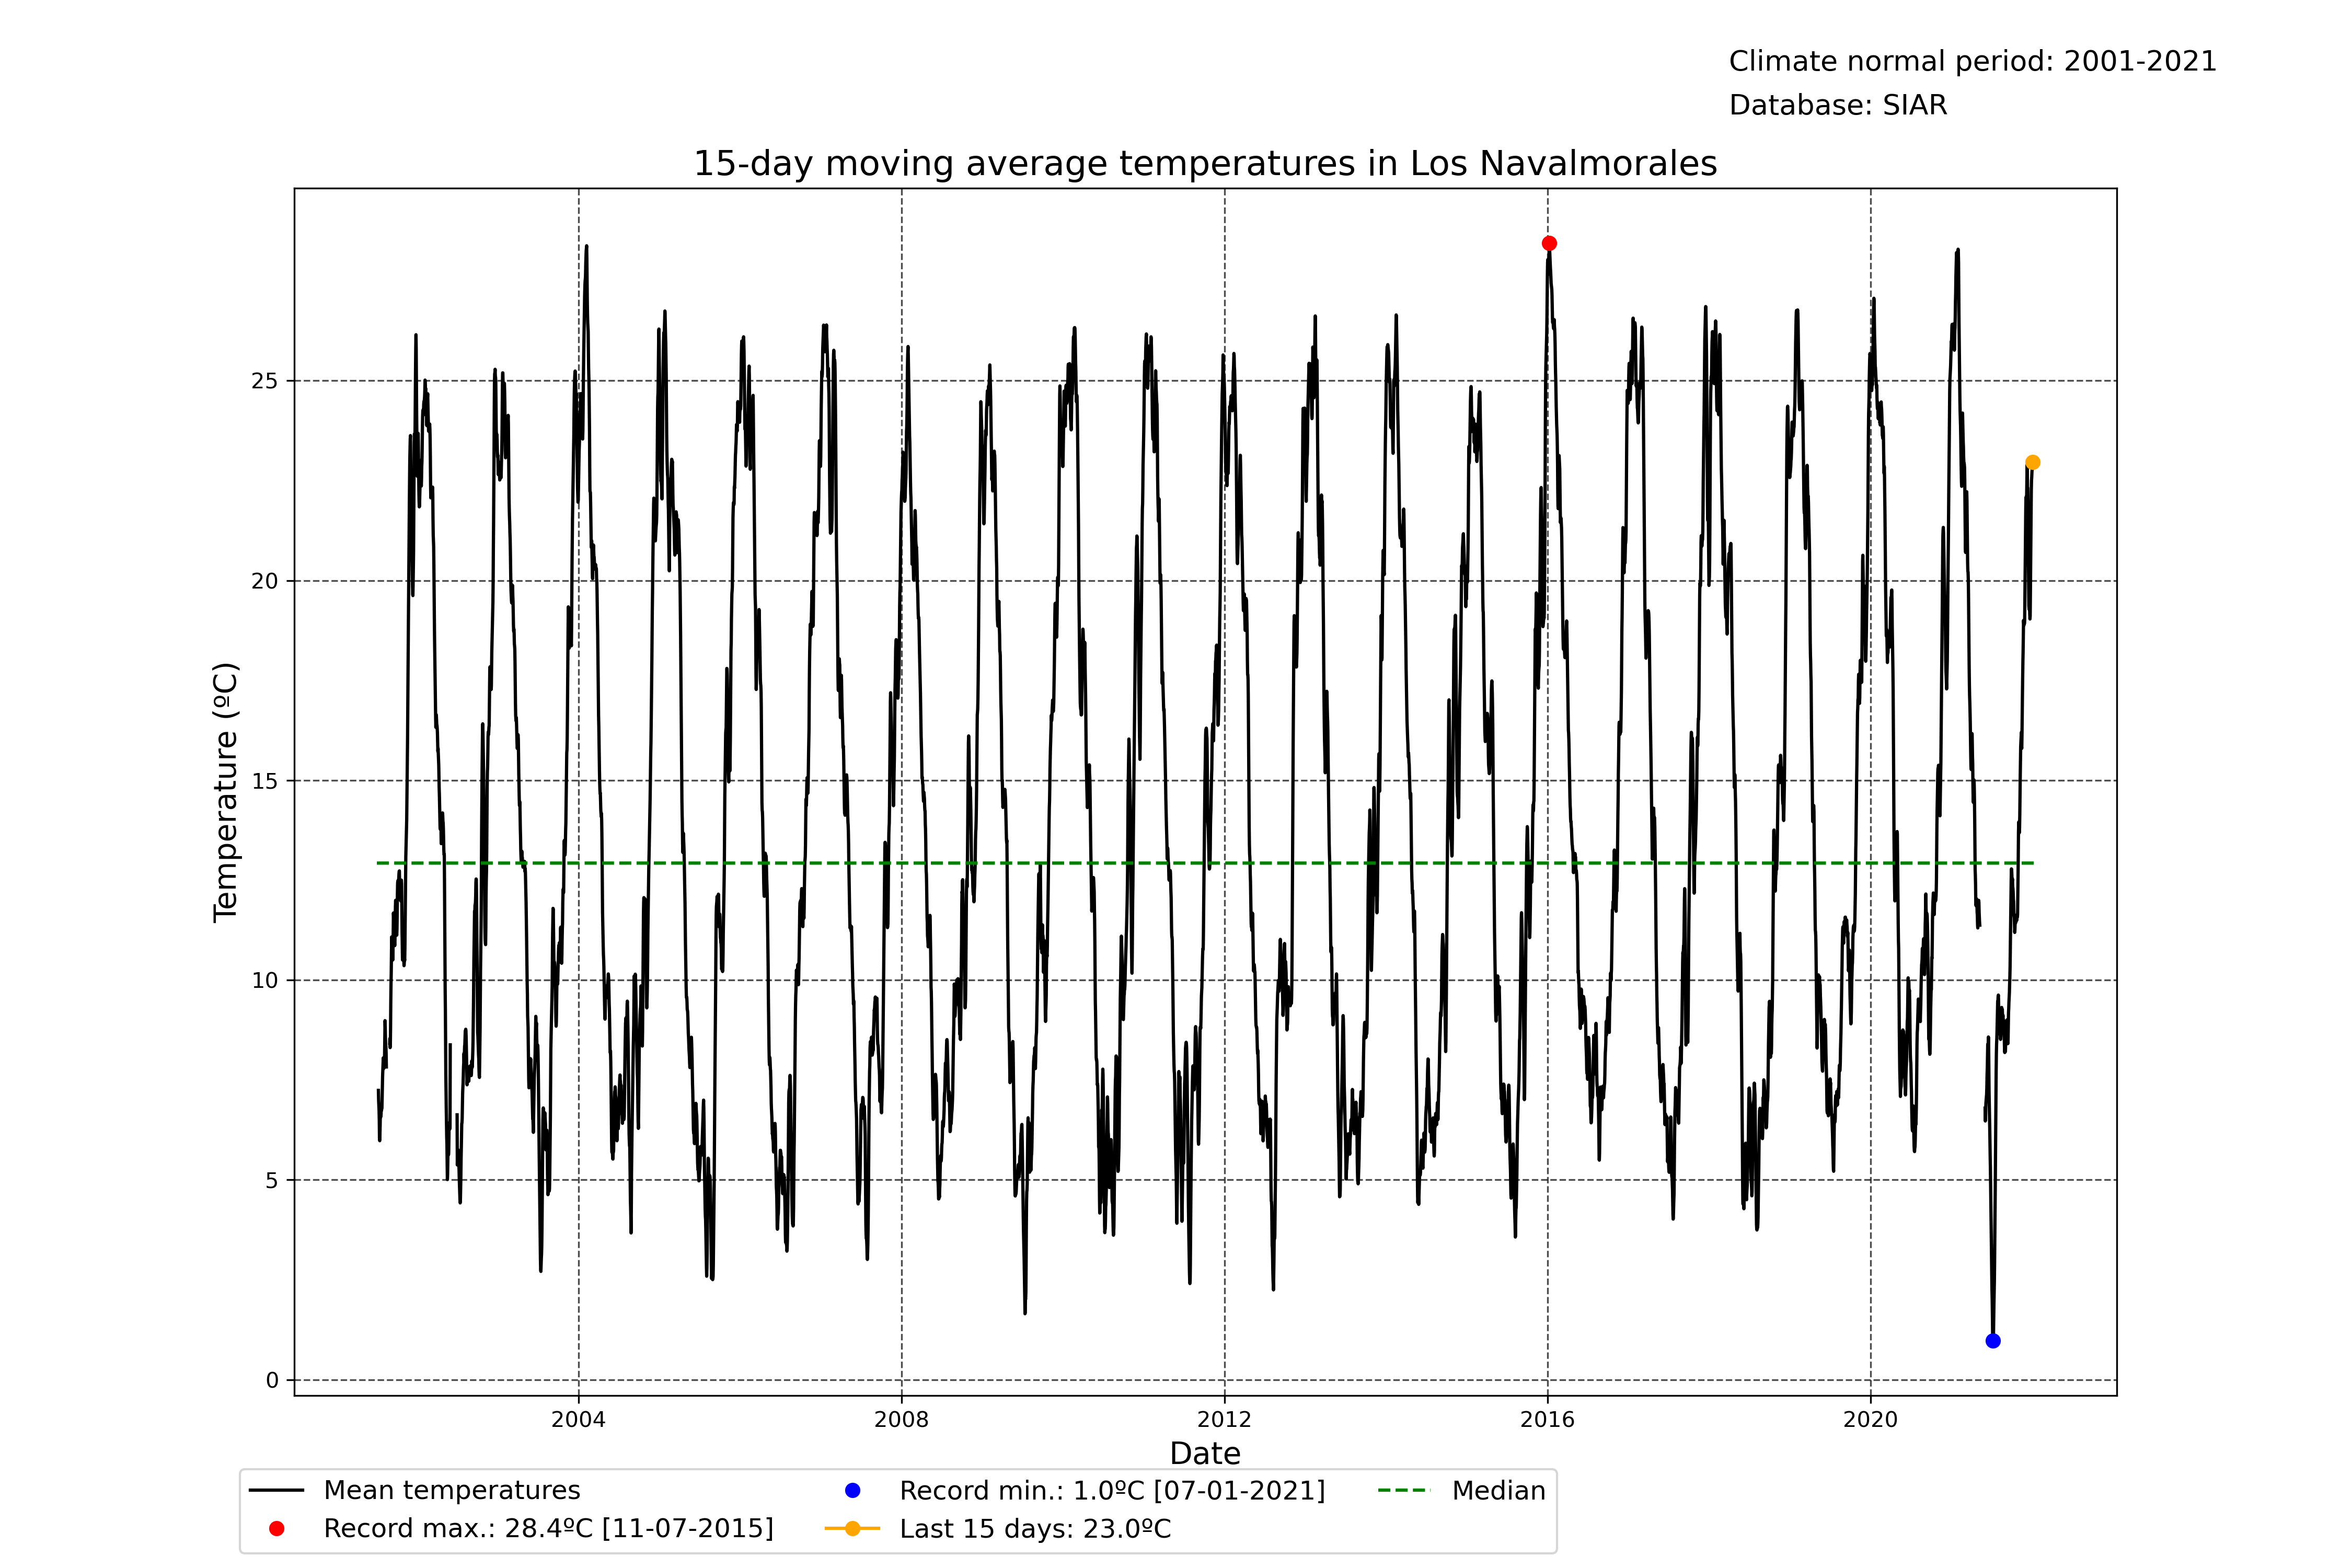 Climate normal period: 2001-2021
Database: SIAR
15-day moving average temperatures in Los Navalmorales
25
20
15
10
5
0
Temperature (ºC)
2004 2008 2012 2016 2020
Date
Mean temperatures
Record max.: 28.4ºC [11-07-2015]
Record min.: 1.0ºC [07-01-2021]
Last 15 days: 23.0ºC
Median